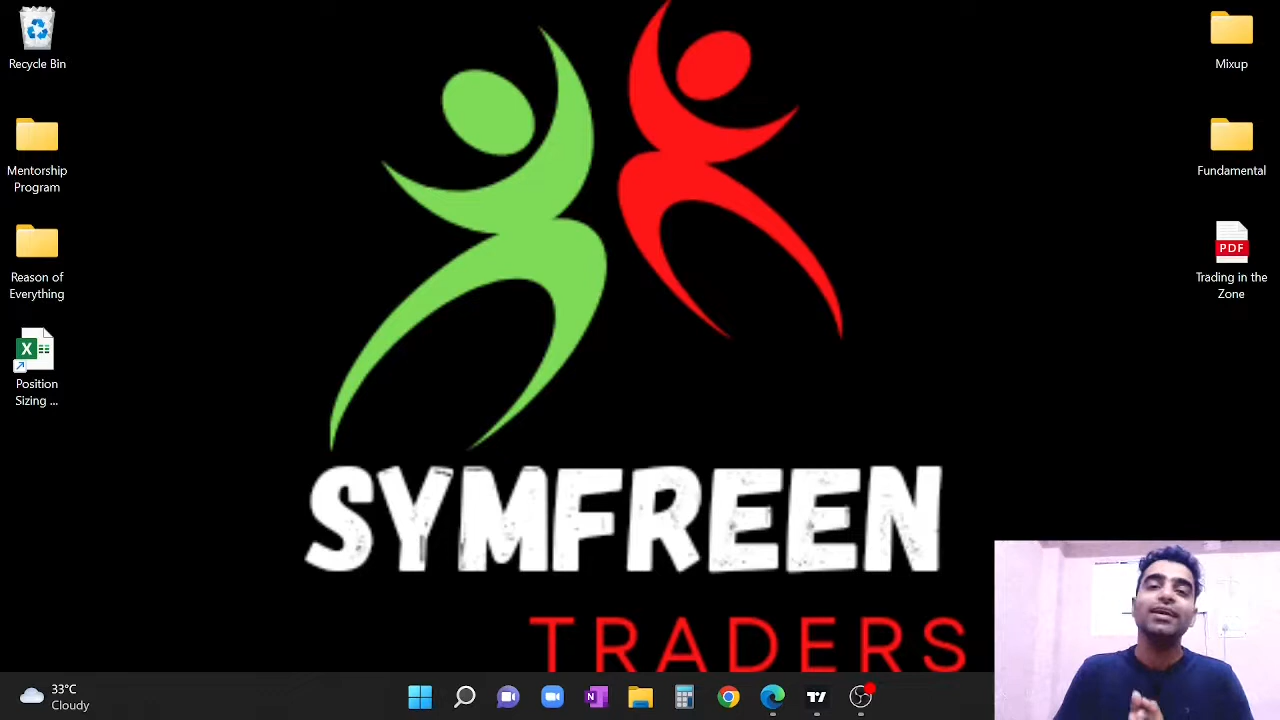 Recycle Bin
Mentorship
Program
Reason of
Everything
Position
Sizing ...
Mixup
Fundamental
PDF
Trading in the
Zone
SYMFREEN
TRADERS
33°C
Cloudy